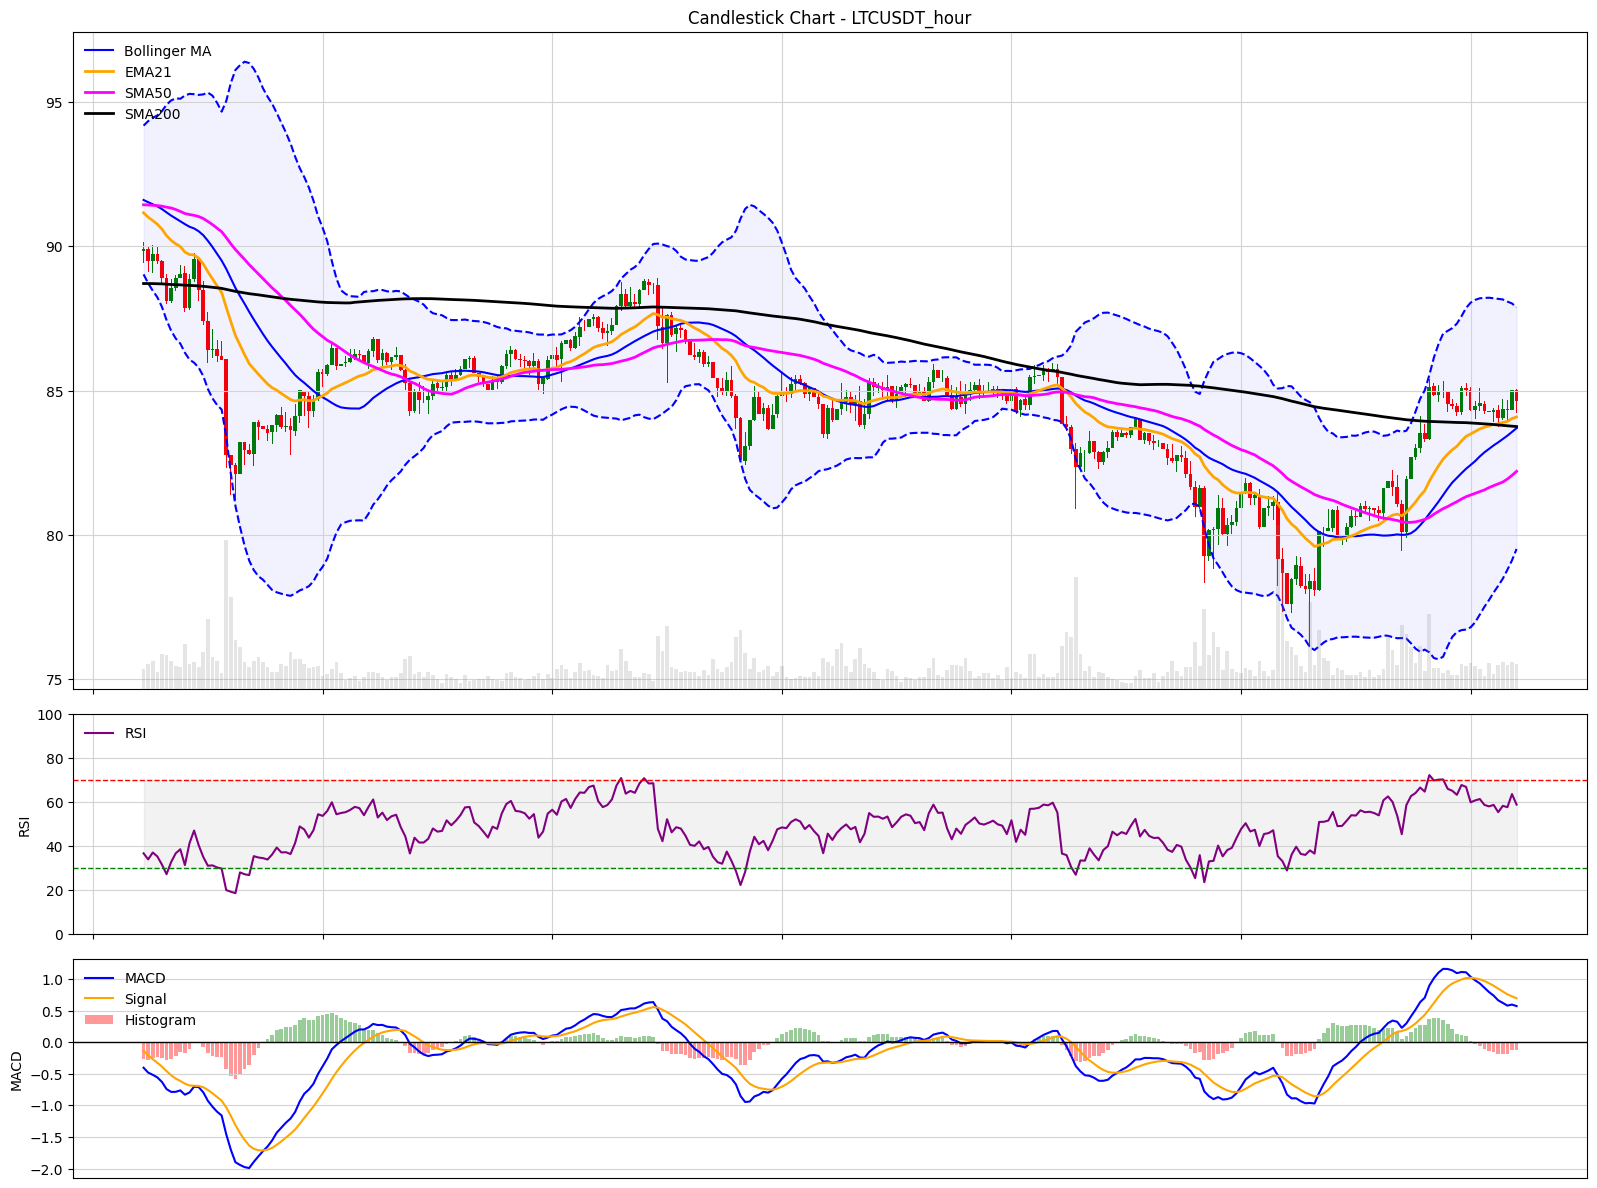 Candlestick Chart - LTCUSDT_hour
Bollinger MA
EMA21
SMA50
SMA200
95
90
85
80
75
RSI
100
80
60
40
20
0
RSI
MACD
Signal
Histogram
1.0
0.5
0.0
−0.5
−1.0
−1.5
−2.0
MACD